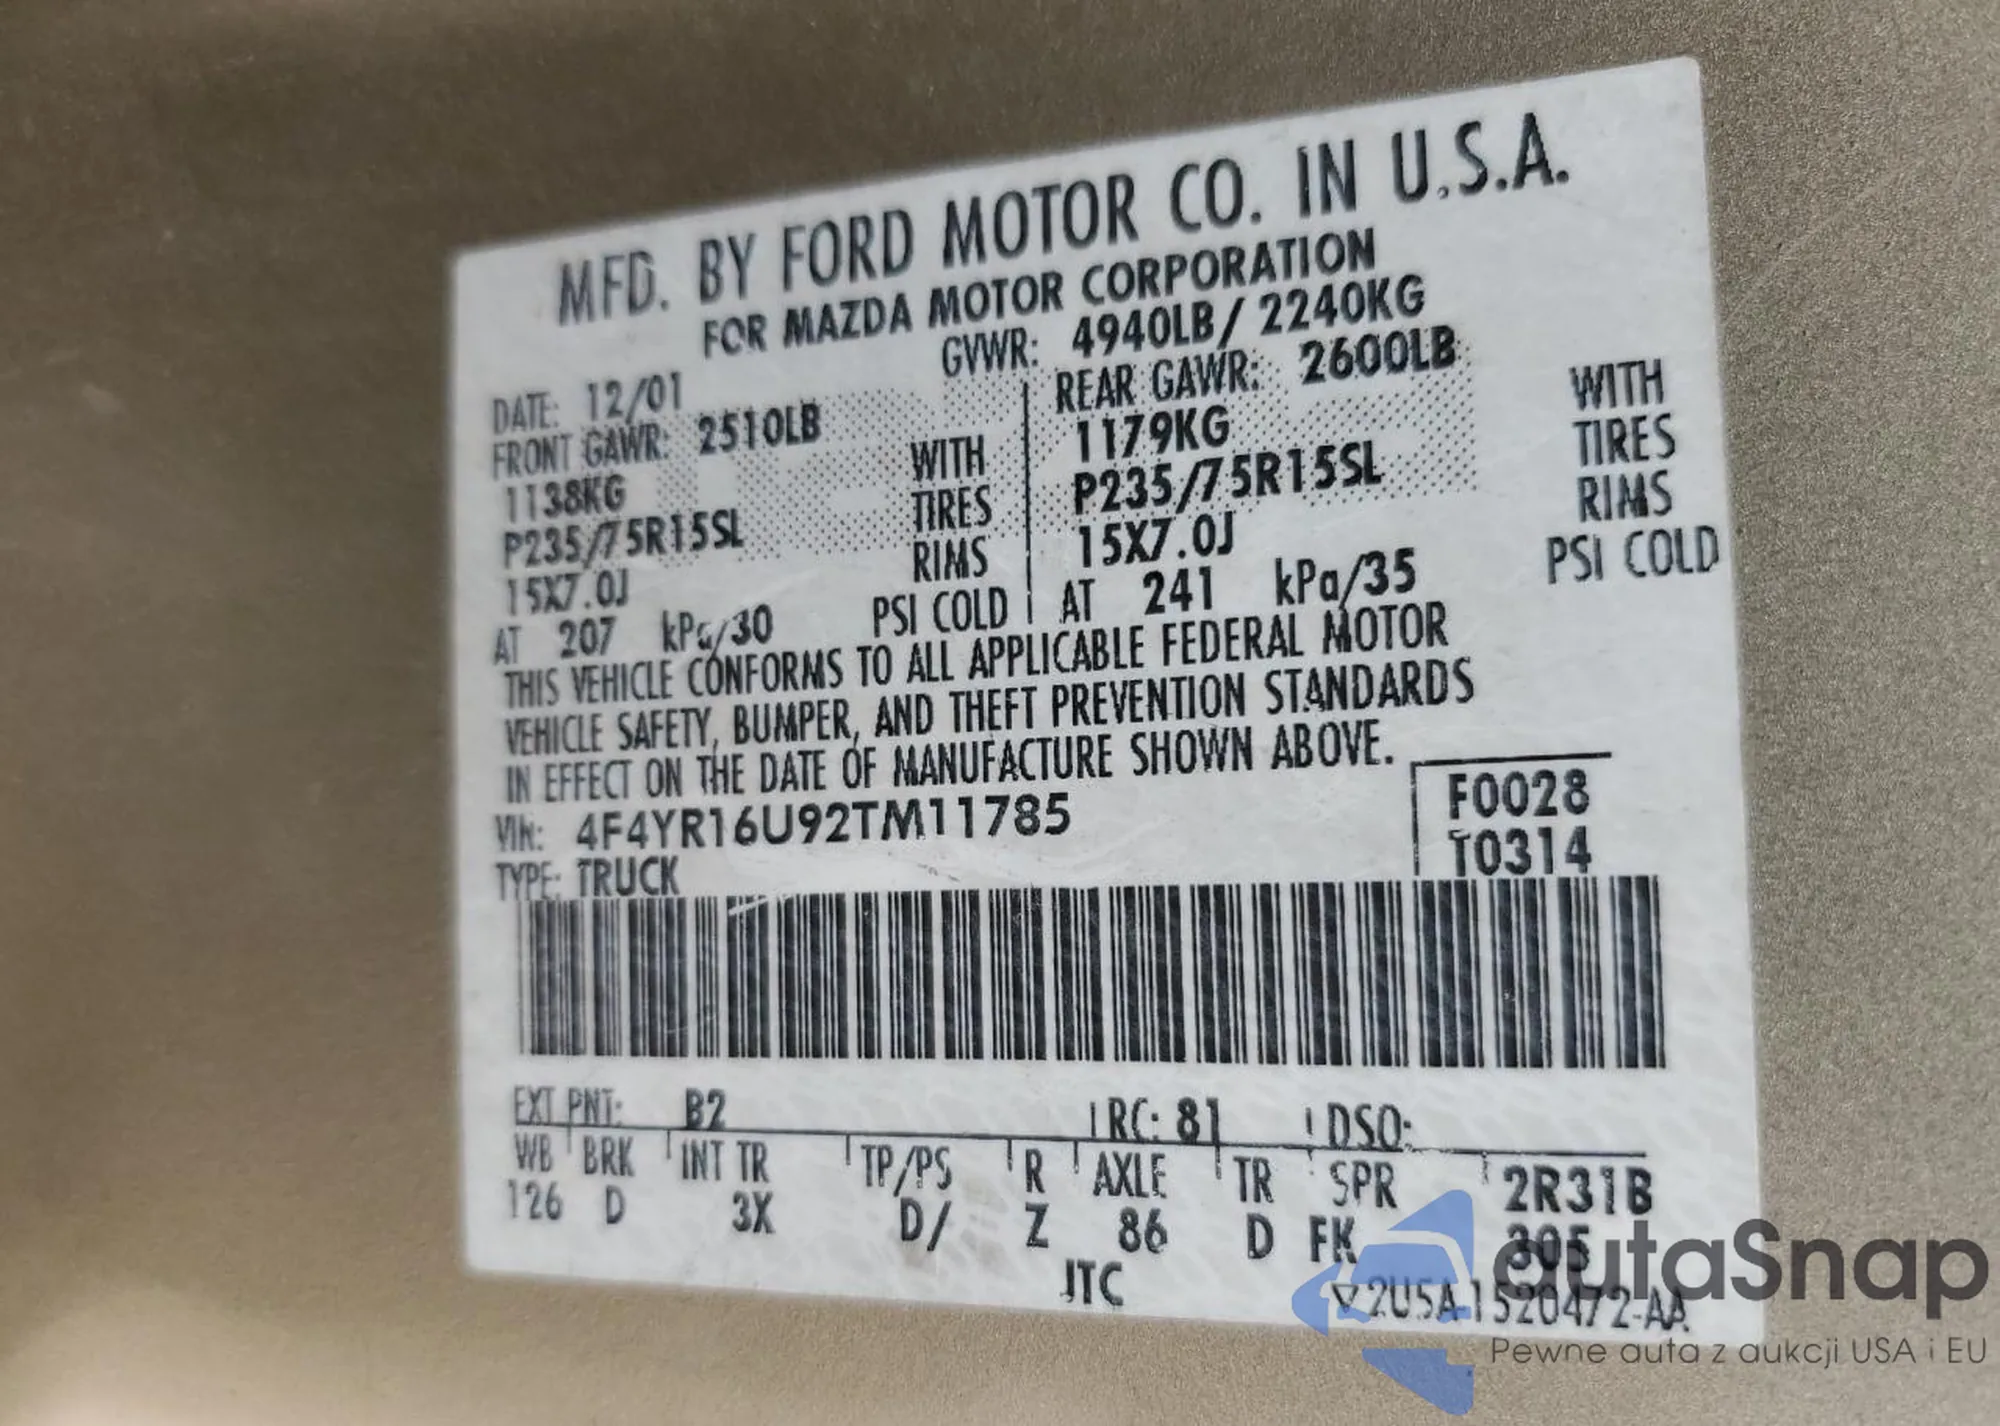 MFD. BY FORD MOTOR CO. IN U.S.A.
FOR MAZDA MOTOR CORPORATION
DATE: 12/01 GVWR: 4940LB/ 2240KG
FRONT GAWR: 2510LB REAR GAWR: 2600LB
1138KG WITH 1179KG WITH
P235/75R15SL TIRES P235/75R15SL TIRES
15X7.0J RIMS 15X7.0J RIMS
AT 207 kPa/30 PSI COLD AT 241 kPa/35 PSI COLD
THIS VEHICLE CONFORMS TO ALL APPLICABLE FEDERAL MOTOR
VEHICLE SAFETY, BUMPER, AND THEFT PREVENTION STANDARDS
IN EFFECT ON THE DATE OF MANUFACTURE SHOWN ABOVE.
VIN: 4F4YR16U92TM11785 F0028
TYPE: TRUCK T0314
EXT PNT: B2 RC: 81 DSO:
WB BRK INT TR TP/PS R AXLE TR SPR 2R31B
126 D 3X D/ Z 86 D FK 305
JTC 2U5A-1520472-AA
autaSnap
Pewne auta z aukcji USA i EU